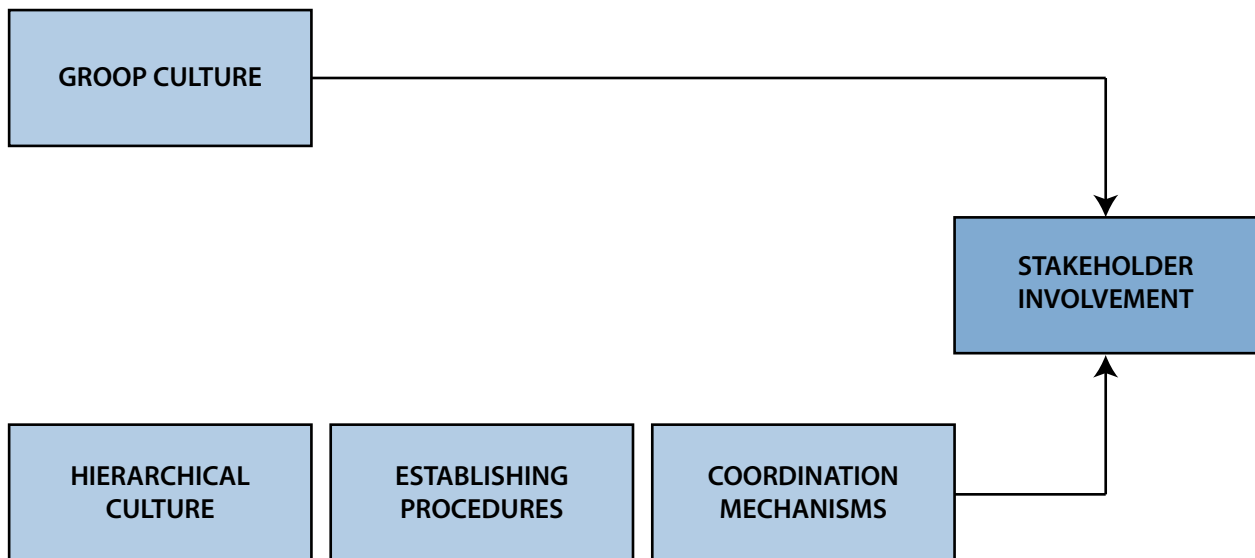 GROOP CULTURE
STAKEHOLDER
INVOLVEMENT
HIERARCHICAL
CULTURE
ESTABLISHING
PROCEDURES
COORDINATION
MECHANISMS